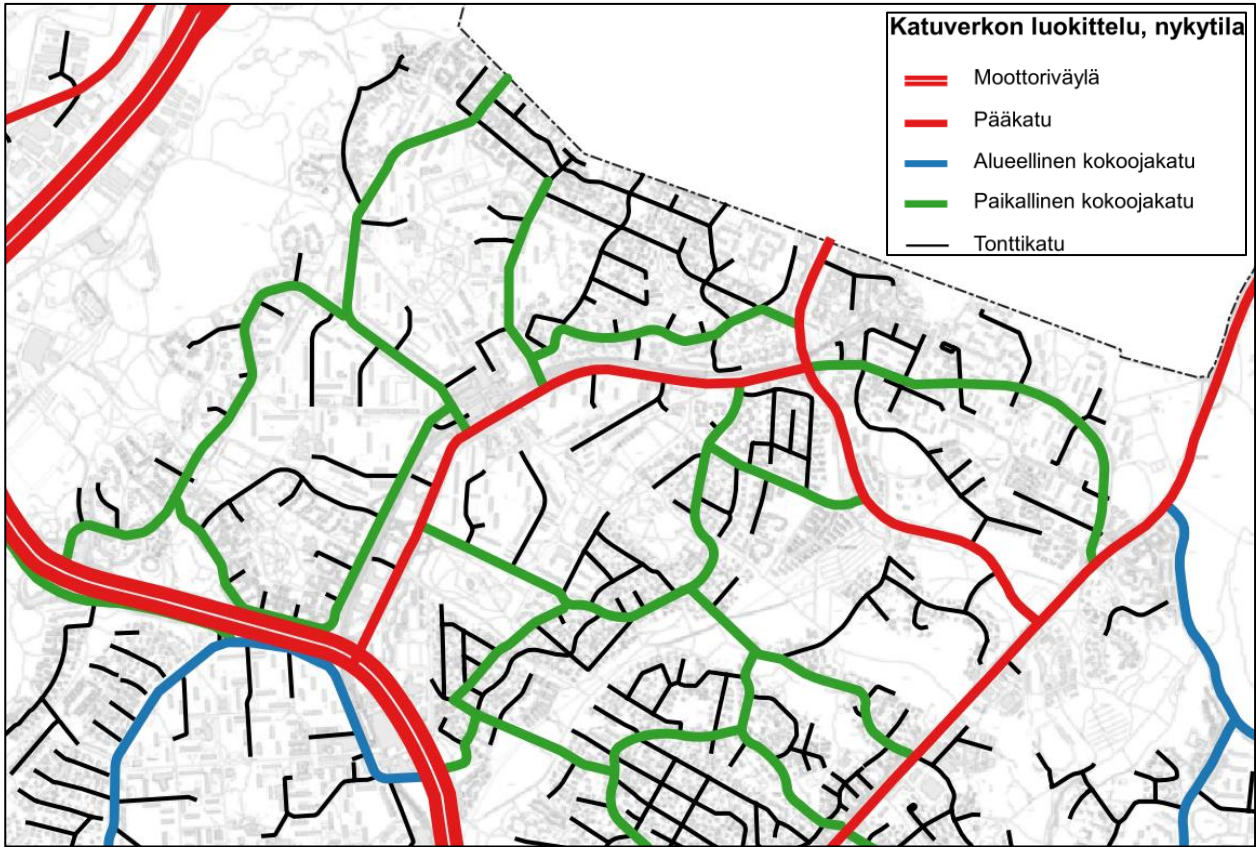 Katuverkon luokittelu, nykytila
Moottoriväylä
Pääkatu
Alueellinen kokoojakatu
Paikallinen kokoojakatu
Tonttikatu